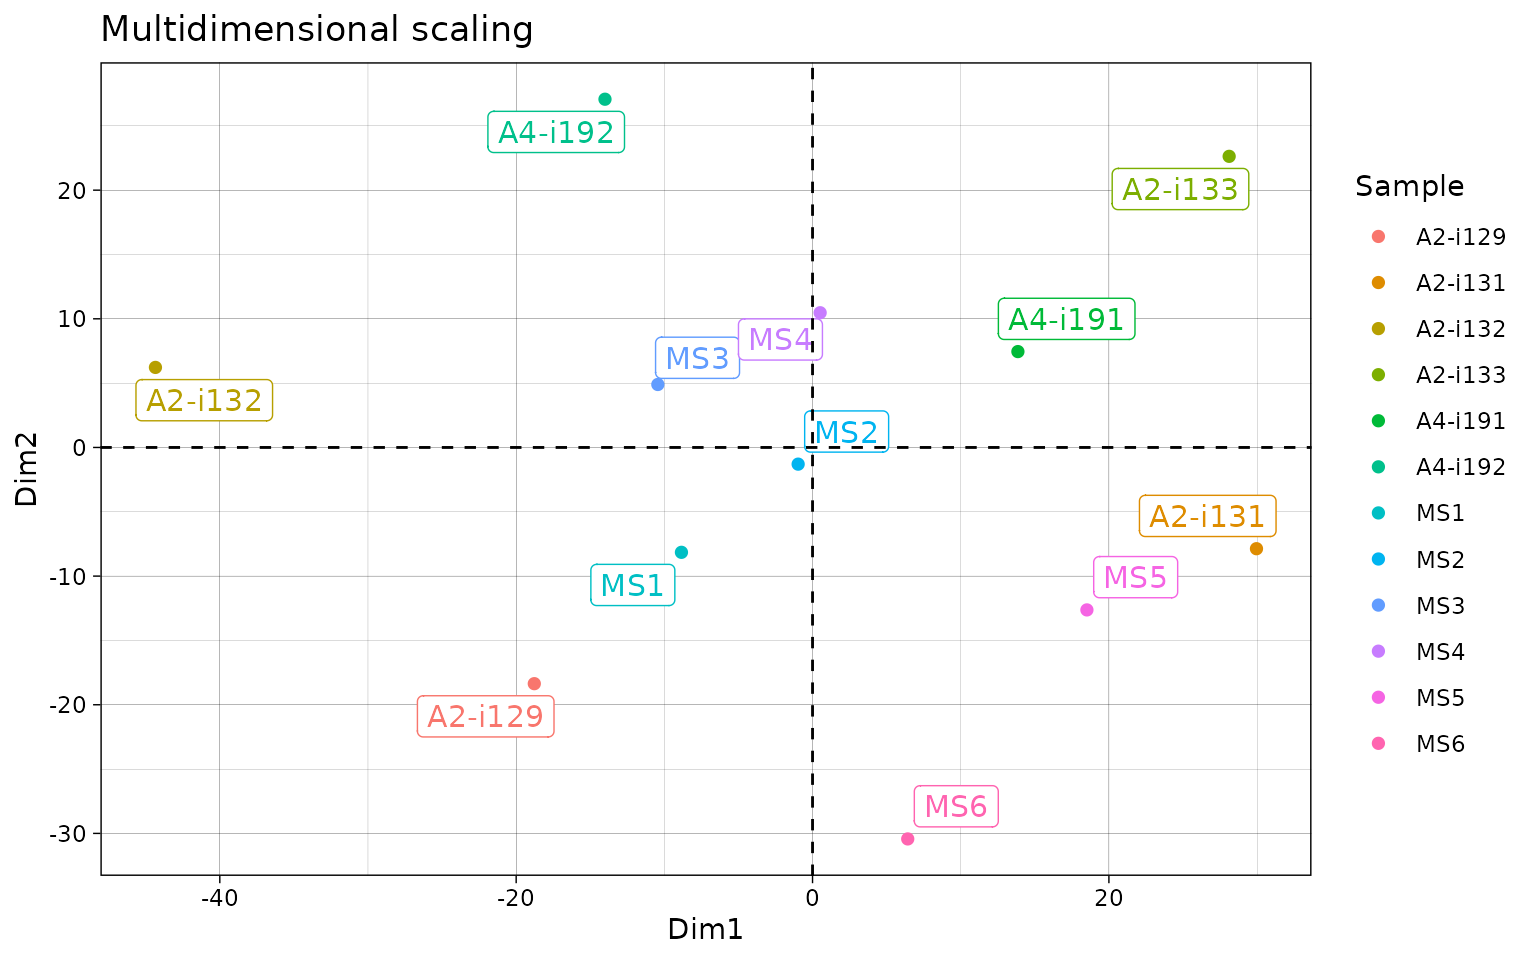 Multidimensional scaling
A4-i192
A2-i133
A4-i191
MS4
MS3
A2-i132
MS2
A2-i131
MS5
MS1
A2-i129
MS6
20
10
0
-10
-20
-30
Dim2
-40
-20
0
20
Dim1
Sample
A2-i129
A2-i131
A2-i132
A2-i133
A4-i191
A4-i192
MS1
MS2
MS3
MS4
MS5
MS6